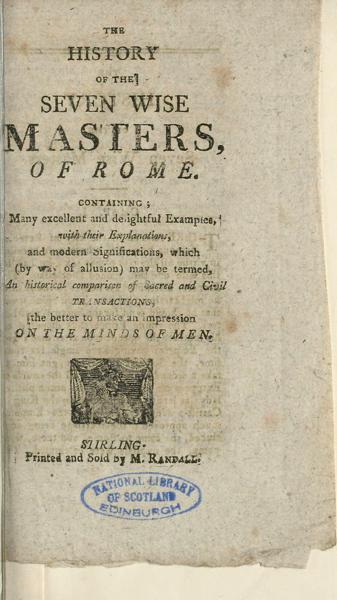 THE
HISTORY
OF THE
SEVEN WISE
MASTERS,
OF ROME.
CONTAINING;
Many excellent and delightful Examples,
with their Explanations,
and modern Significations, which
(by way of allusion) may be termed,
An historical comparison of Sacred and Civil
TRANSACTIONS,
the better to make an impression
ON THE MINDS OF MEN.
STIRLING.
Printed and Sold by M. RANDALL.
NATIONAL LIBRARY
OF SCOTLAND
EDINBURGH